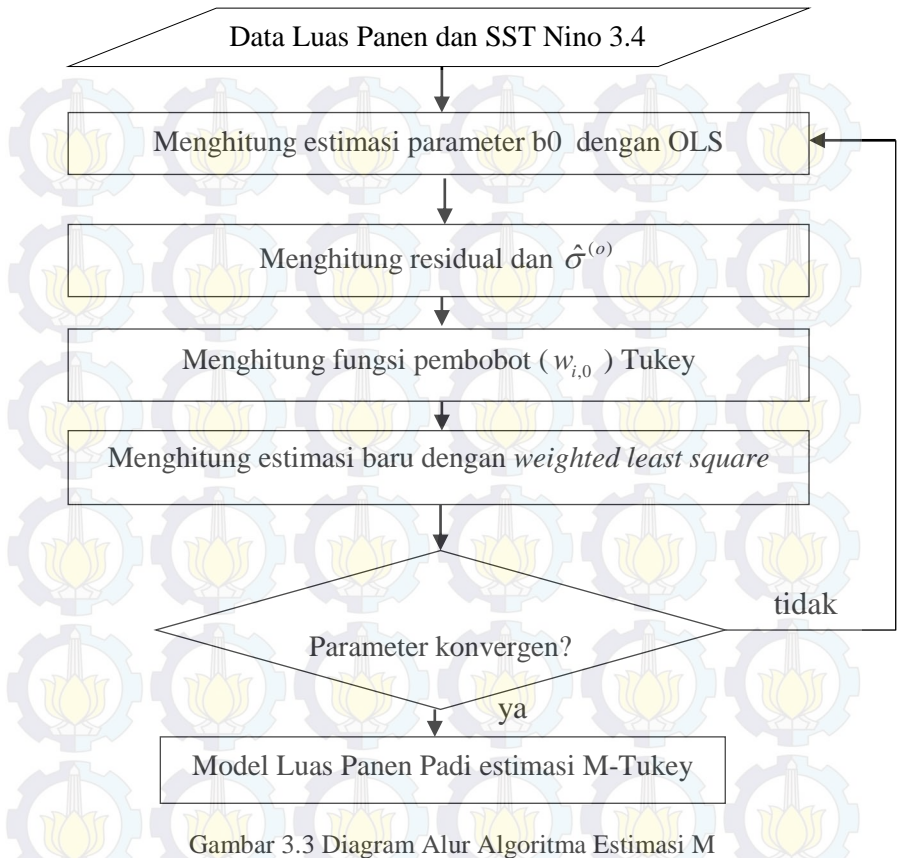 Data Luas Panen dan SST Nino 3.4
Menghitung estimasi parameter b0 dengan OLS
Menghitung residual dan σ̂^(o)
Menghitung fungsi pembobot ( w_{i,0} ) Tukey
Menghitung estimasi baru dengan weighted least square
tidak
Parameter konvergen?
ya
Model Luas Panen Padi estimasi M-Tukey
Gambar 3.3 Diagram Alur Algoritma Estimasi M